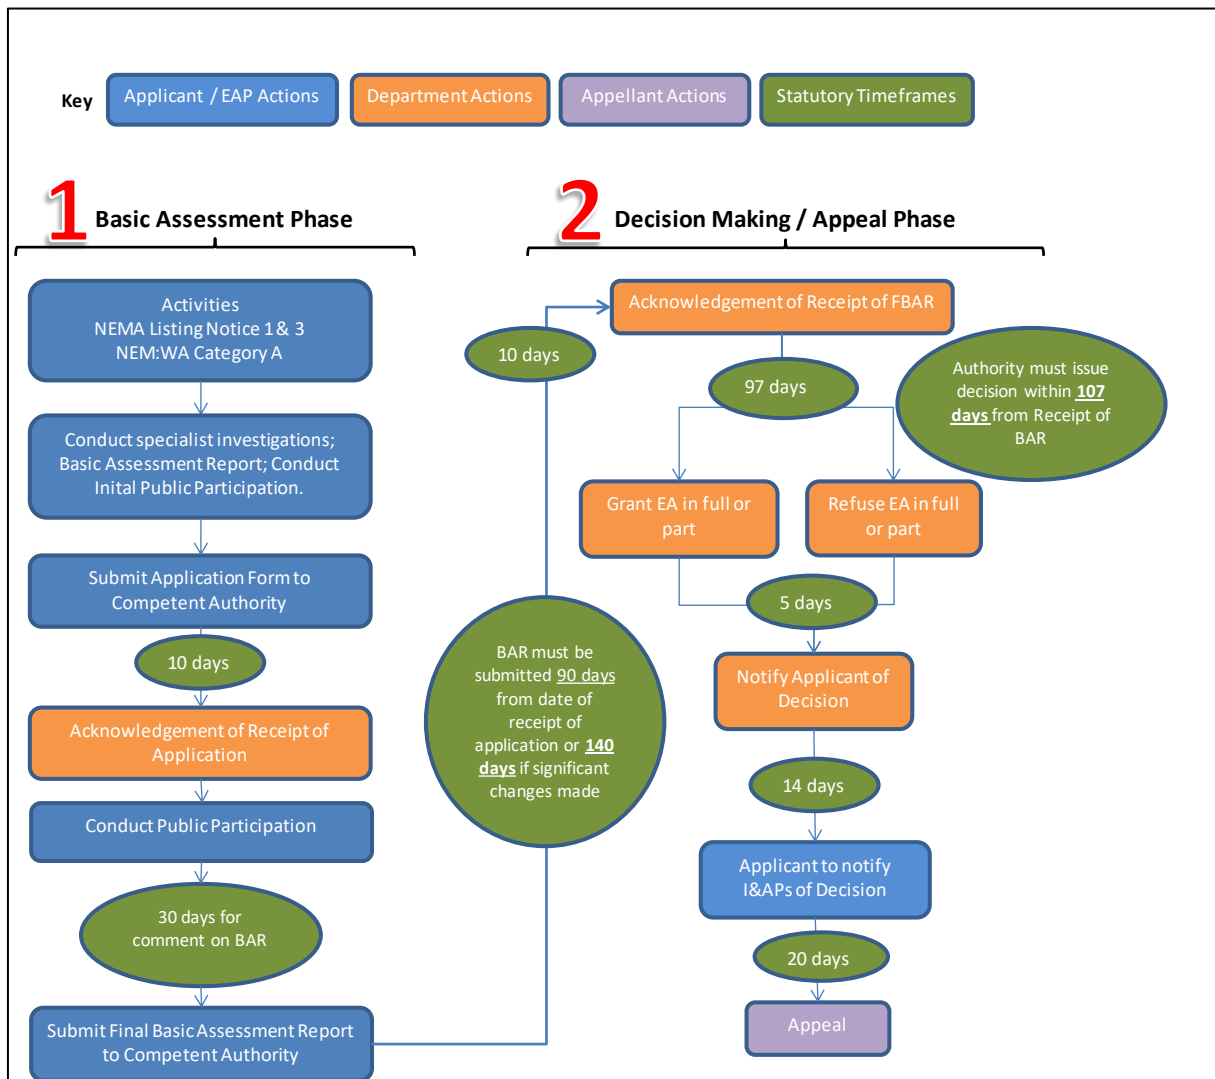 Key
Applicant / EAP Actions
Department Actions
Appellant Actions
Statutory Timeframes
1 Basic Assessment Phase
Activities
NEMA Listing Notice 1 & 3
NEM:WA Category A
Conduct specialist investigations;
Basic Assessment Report; Conduct
Inital Public Participation.
Submit Application Form to
Competent Authority
10 days
Acknowledgement of Receipt of
Application
Conduct Public Participation
30 days for
comment on BAR
Submit Final Basic Assessment Report
to Competent Authority
BAR must be
submitted 90 days
from date of
receipt of
application or 140
days if significant
changes made
10 days
2 Decision Making / Appeal Phase
Acknowledgement of Receipt of FBAR
97 days
Authority must issue
decision within 107
days from Receipt of
BAR
Grant EA in full or
part
Refuse EA in full
or part
5 days
Notify Applicant of
Decision
14 days
Applicant to notify
I&APs of Decision
20 days
Appeal